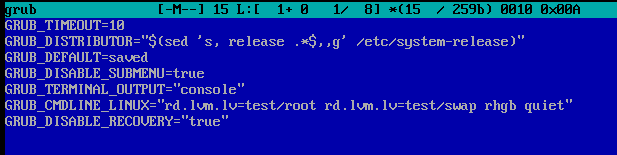 grub [-M--] 15 L:[ 1+ 0 1/ 8] *(15 / 259b) 0010 0x00A
GRUB_TIMEOUT=10
GRUB_DISTRIBUTOR="$(sed 's, release .*$,,g' /etc/system-release)"
GRUB_DEFAULT=saved
GRUB_DISABLE_SUBMENU=true
GRUB_TERMINAL_OUTPUT="console"
GRUB_CMDLINE_LINUX="rd.lvm.lv=test/root rd.lvm.lv=test/swap rhgb quiet"
GRUB_DISABLE_RECOVERY="true"